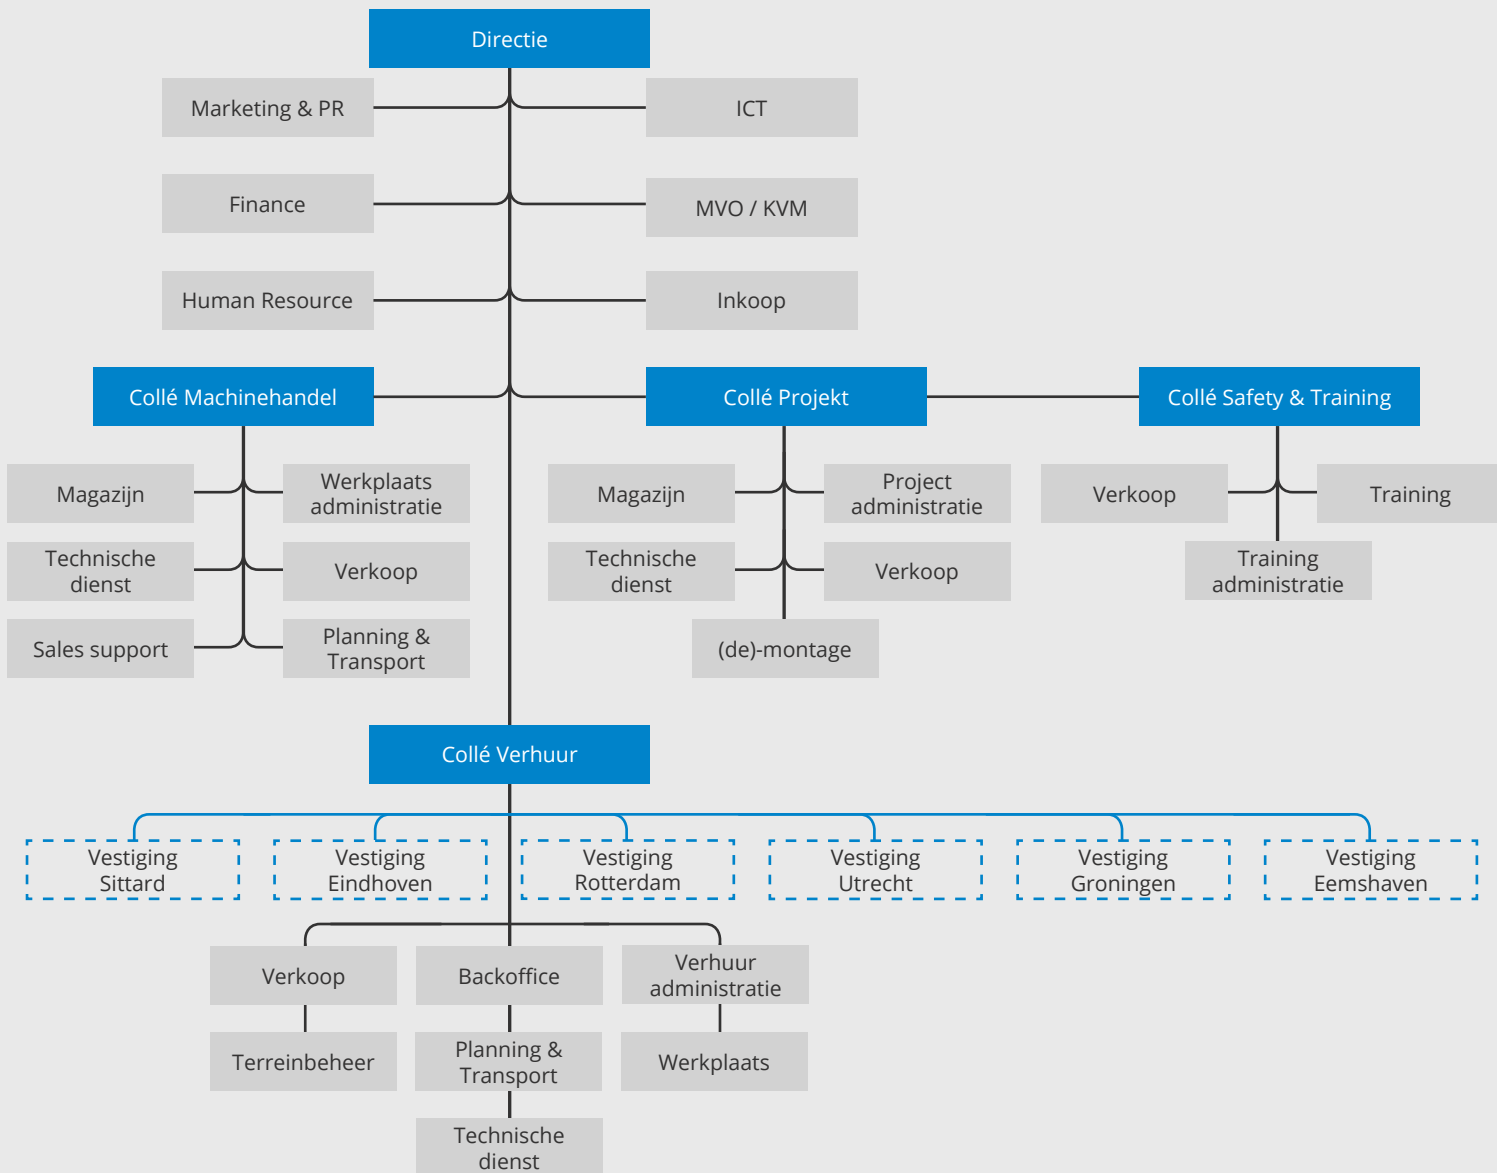 Directie
Marketing & PR
ICT
Finance
MVO / KVM
Human Resource
Inkoop
Collé Machinehandel
Collé Projekt
Collé Safety & Training
Magazijn
Werkplaats
administratie
Technische
dienst
Verkoop
Sales support
Planning &
Transport
Magazijn
Project
administratie
Technische
dienst
Verkoop
(de)-montage
Verkoop
Training
Training
administratie
Collé Verhuur
Vestiging
Sittard
Vestiging
Eindhoven
Vestiging
Rotterdam
Vestiging
Utrecht
Vestiging
Groningen
Vestiging
Eemshaven
Verkoop
Backoffice
Verhuur
administratie
Terreinbeheer
Planning &
Transport
Werkplaats
Technische
dienst